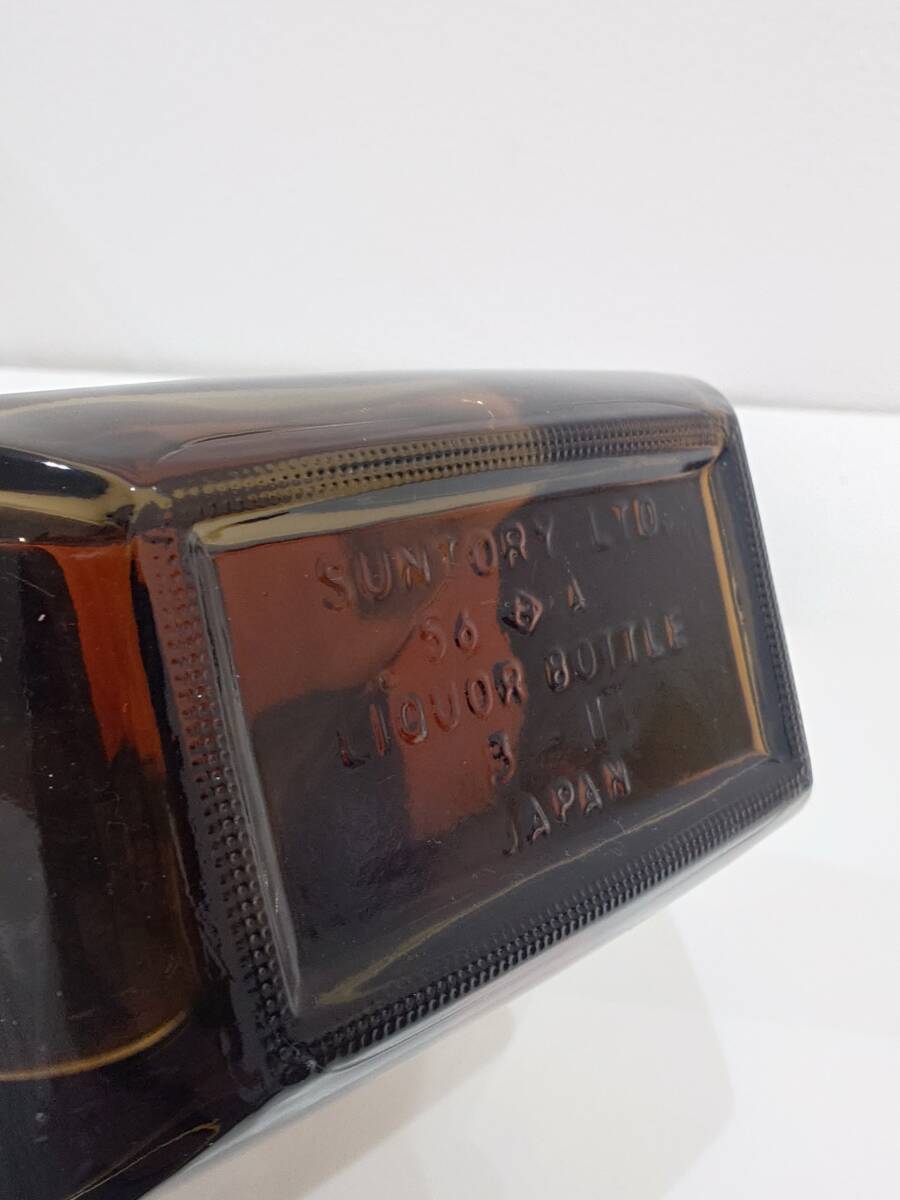 SUNTORY LTD.
56 A
LIQUOR BOTTLE
3 11
JAPAN